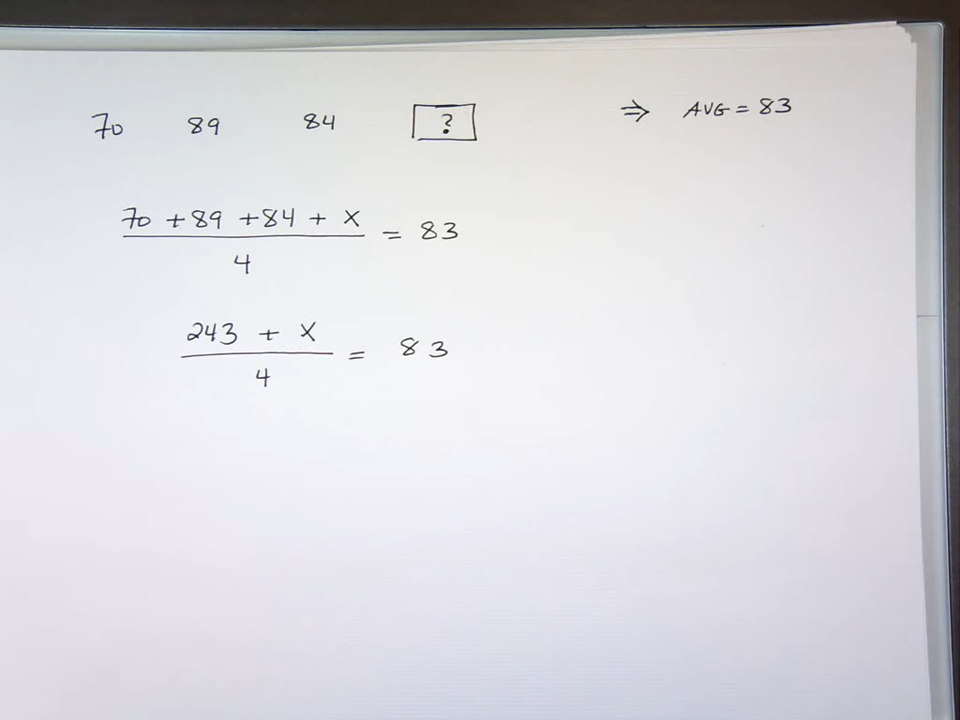 70 89 84 ? ⇒ AVG = 83
70 + 89 + 84 + X
= 83
4
243 + X
= 83
4